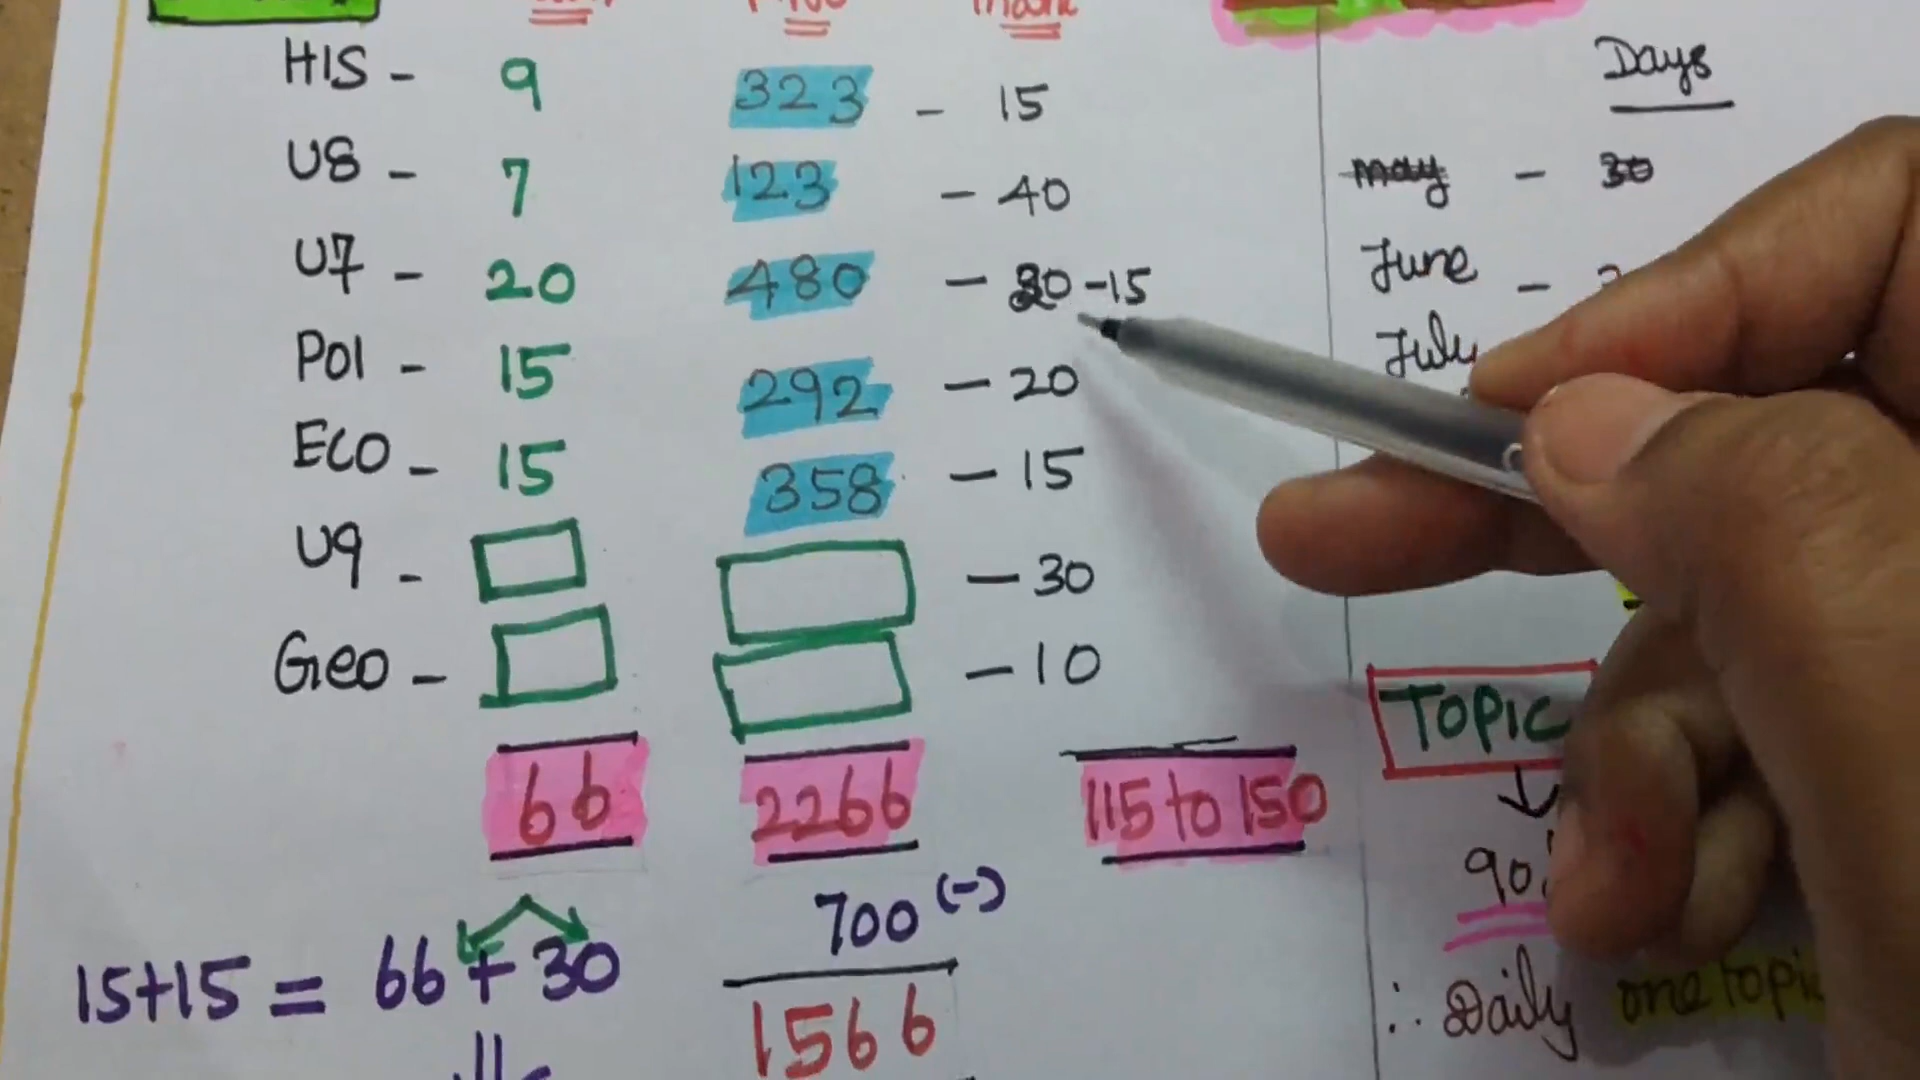 Days
HIS - 9 323 - 15
U8 - 7 123 - 40
may - 30
U7 - 20 480 - 20 - 15
June -
Pol - 15 292 - 20
July
Eco - 15 358 - 15
U9 - - 30
Geo - - 10
TOPIC
66 2266 115 to 150
90
700 (-)
15+15 = 66 + 30
1566
∴ Daily one topic